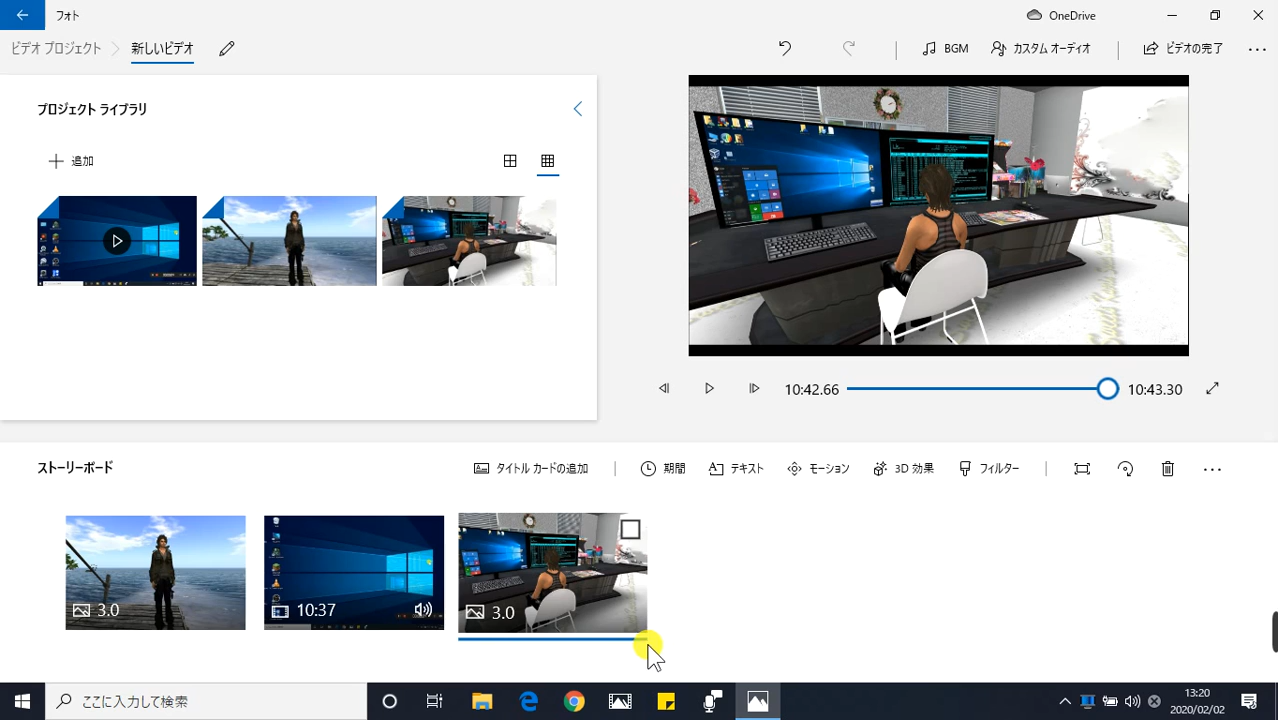 フォト
OneDrive
ビデオ プロジェクト
新しいビデオ
BGM
カスタム オーディオ
ビデオの完了
プロジェクト ライブラリ
追加
10:42.66
10:43.30
ストーリーボード
タイトル カードの追加
期間
テキスト
モーション
3D 効果
フィルター
3.0
10:37
3.0
ここに入力して検索
13:20
2020/02/02